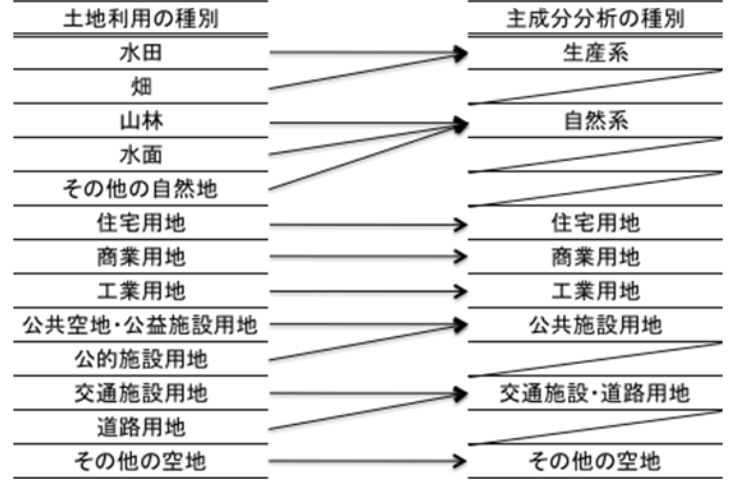 土地利用の種別 主成分分析の種別
水田 生産系
畑
山林 自然系
水面
その他の自然地
住宅用地 住宅用地
商業用地 商業用地
工業用地 工業用地
公共空地・公益施設用地 公共施設用地
公的施設用地
交通施設用地 交通施設・道路用地
道路用地
その他の空地 その他の空地